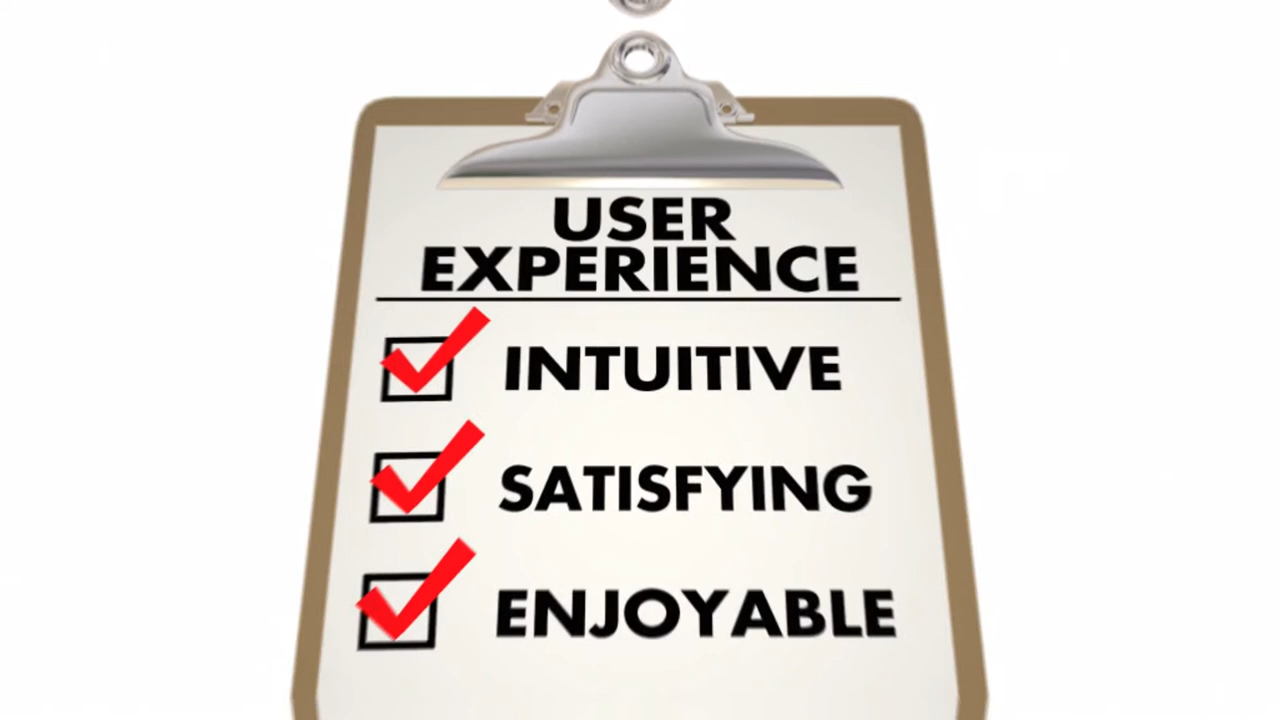 USER
EXPERIENCE
INTUITIVE
SATISFYING
ENJOYABLE